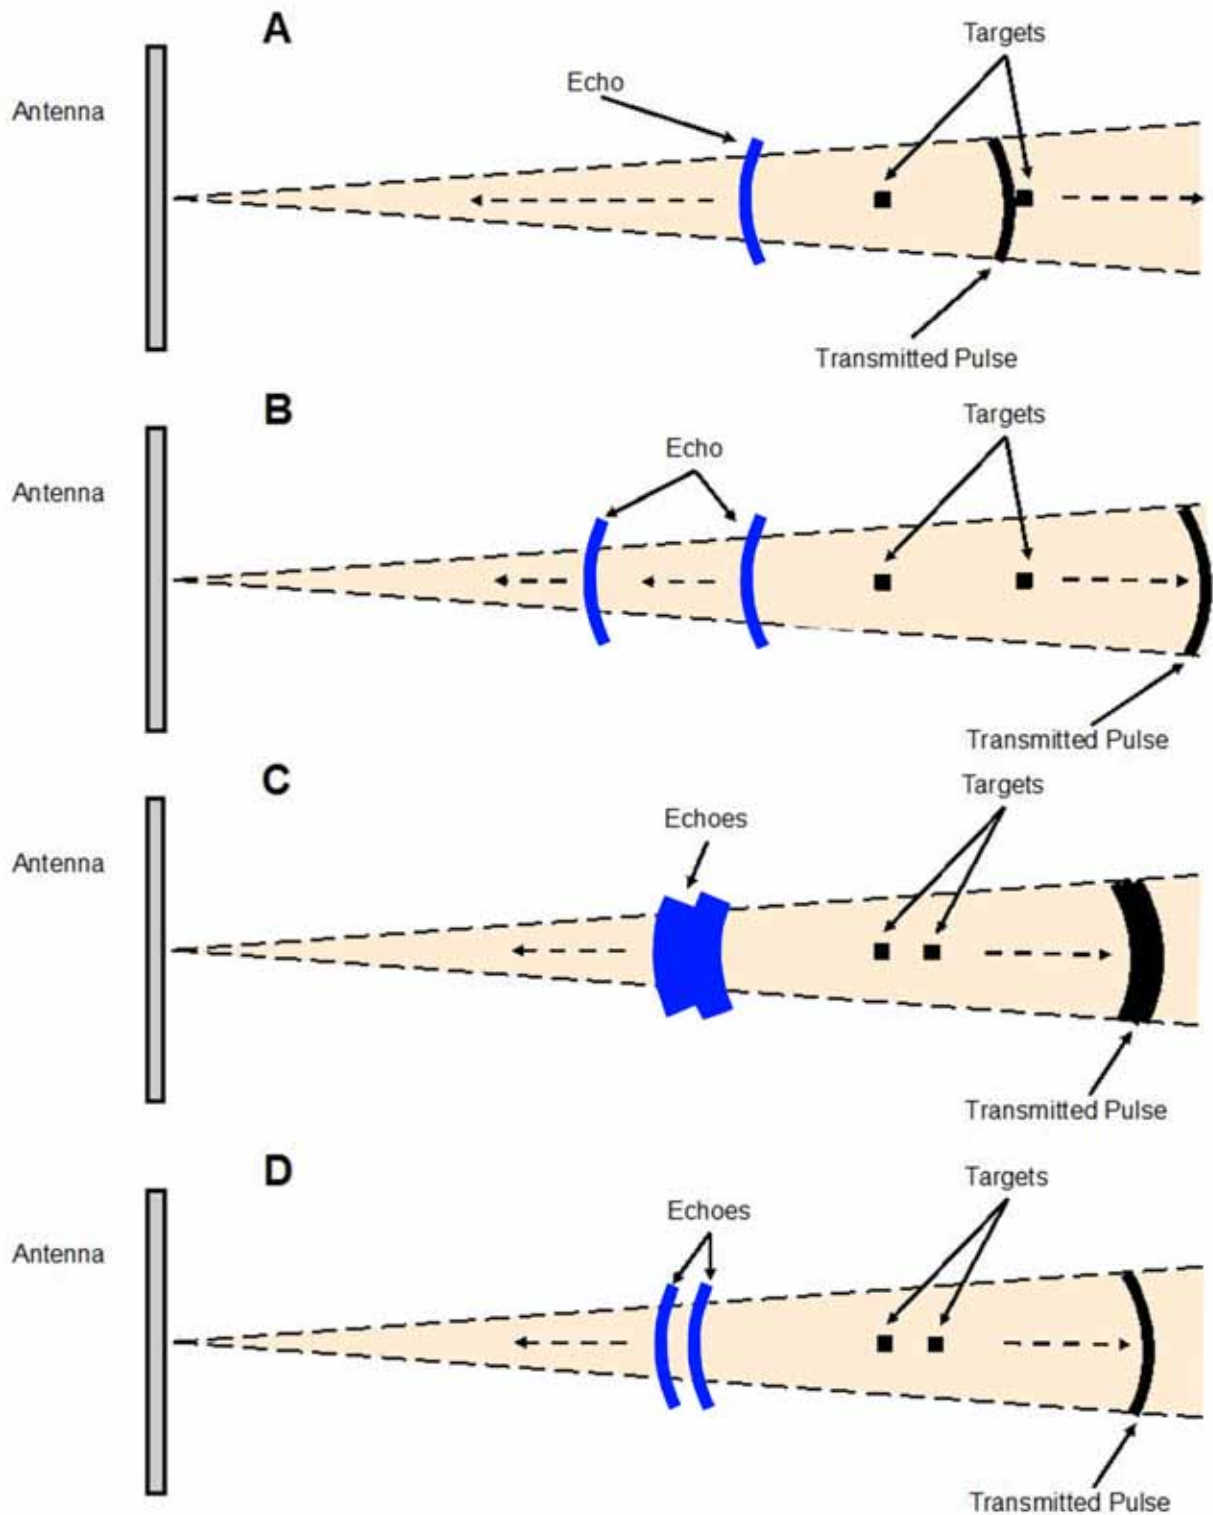 A
Targets
Echo
Antenna
Transmitted Pulse
B
Targets
Echo
Antenna
Transmitted Pulse
C
Targets
Echoes
Antenna
Transmitted Pulse
D
Targets
Echoes
Antenna
Transmitted Pulse